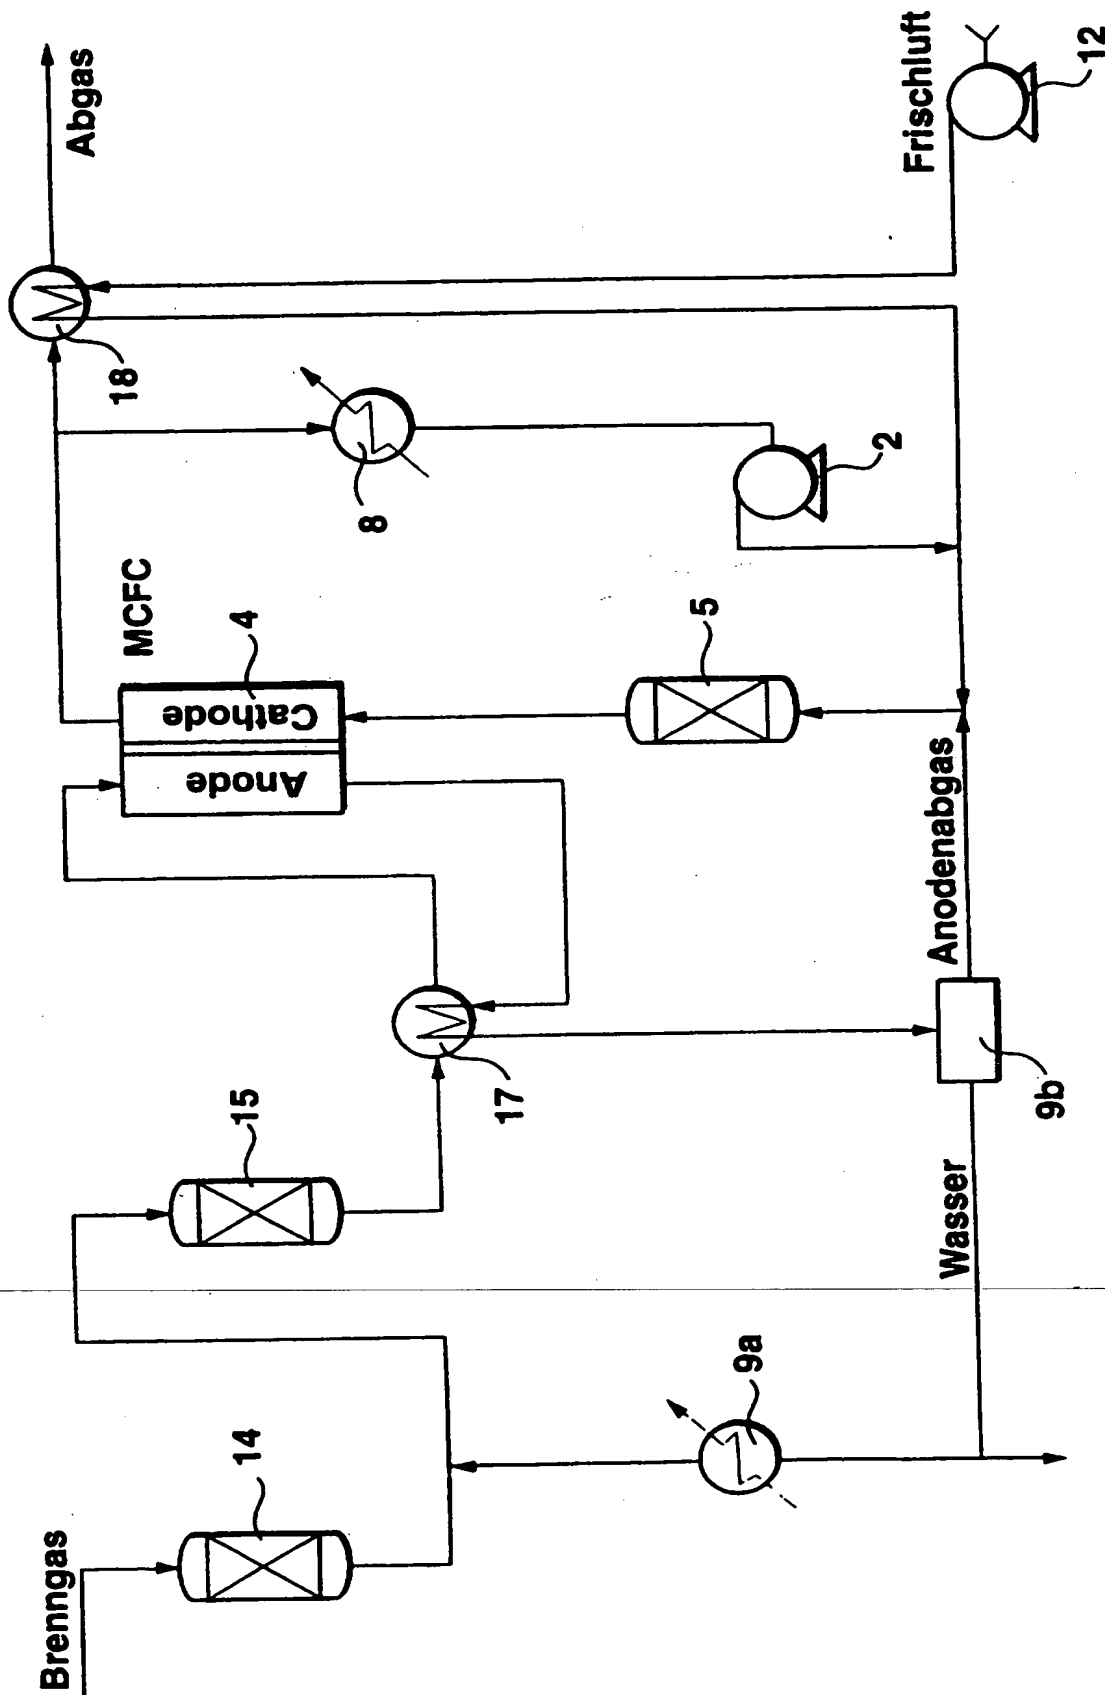 Brenngas
Abgas
18
MCFC
14
15
Anode
Cathode
4
8
17
5
9a
2
Frischluft
Wasser
Anodenabgas
9b
12